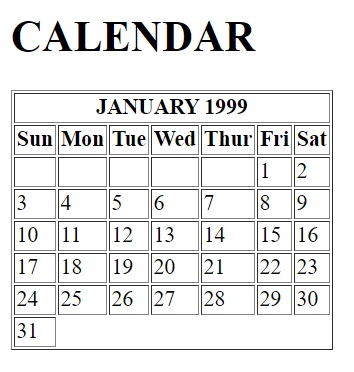 CALENDAR
JANUARY 1999
Sun Mon Tue Wed Thur Fri Sat
1 2
3 4 5 6 7 8 9
10 11 12 13 14 15 16
17 18 19 20 21 22 23
24 25 26 27 28 29 30
31